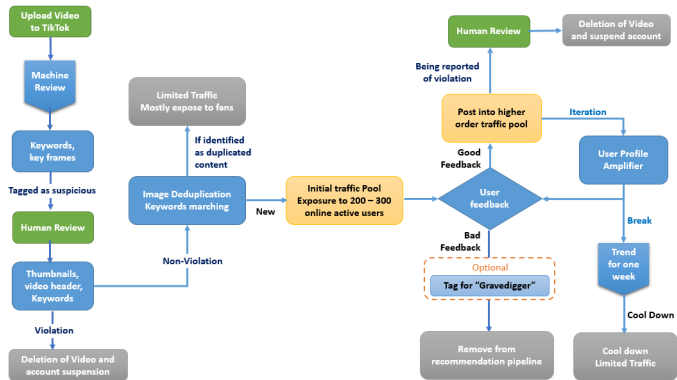 Upload Video
to TikTok
Machine
Review
Keywords,
key frames
Tagged as suspicious
Human Review
Thumbnails,
video header,
Keywords
Violation
Deletion of Video and
account suspension
Non-Violation
Limited Traffic
Mostly expose to fans
If identified
as duplicated
content
Image Deduplication
Keywords marching
New
Initial traffic Pool
Exposure to 200 – 300
online active users
User
feedback
Good
Feedback
Post into higher
order traffic pool
Being reported
of violation
Human Review
Deletion of Video
and suspend account
Iteration
User Profile
Amplifier
Break
Trend
for one
week
Cool Down
Cool down
Limited Traffic
Bad
Feedback
Optional
Tag for “Gravedigger”
Remove from
recommendation pipeline